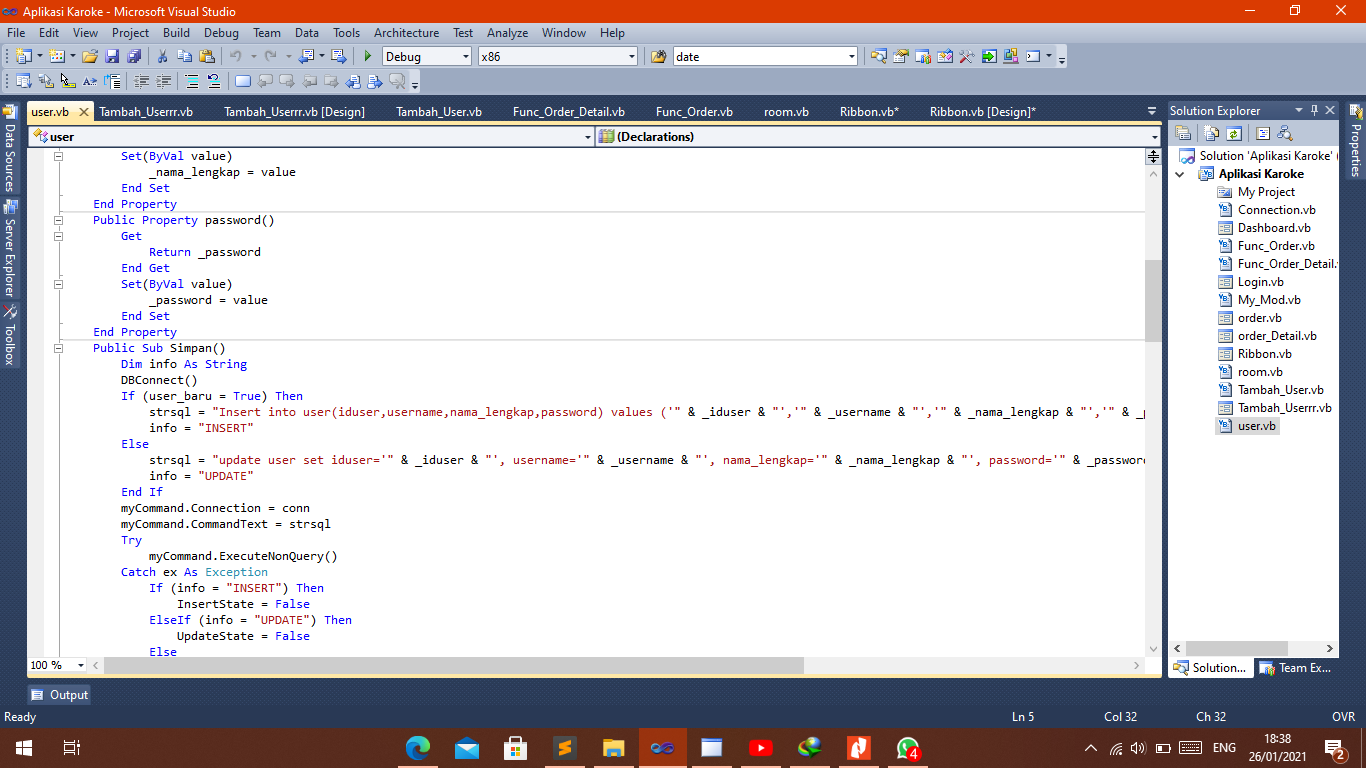 Aplikasi Karoke - Microsoft Visual Studio
File Edit View Project Build Debug Team Data Tools Architecture Test Analyze Window Help
Debug x86 date
user.vb Tambah_Userrr.vb Tambah_Userrr.vb [Design] Tambah_User.vb Func_Order_Detail.vb Func_Order.vb room.vb Ribbon.vb* Ribbon.vb [Design]*
user (Declarations)
Set(ByVal value)
_nama_lengkap = value
End Set
End Property
Public Property password()
Get
Return _password
End Get
Set(ByVal value)
_password = value
End Set
End Property
Public Sub Simpan()
Dim info As String
DBConnect()
If (user_baru = True) Then
strsql = "Insert into user(iduser,username,nama_lengkap,password) values ('" & _iduser & "','" & _username & "','" & _nama_lengkap & "','" & _p
info = "INSERT"
Else
strsql = "update user set iduser='" & _iduser & "', username='" & _username & "', nama_lengkap='" & _nama_lengkap & "', password='" & _passwor
info = "UPDATE"
End If
myCommand.Connection = conn
myCommand.CommandText = strsql
Try
myCommand.ExecuteNonQuery()
Catch ex As Exception
If (info = "INSERT") Then
InsertState = False
ElseIf (info = "UPDATE") Then
UpdateState = False
Else
100 %
Data Sources
Server Explorer
Toolbox
Solution Explorer
Solution 'Aplikasi Karoke' (
Aplikasi Karoke
My Project
Connection.vb
Dashboard.vb
Func_Order.vb
Func_Order_Detail.
Login.vb
My_Mod.vb
order.vb
order_Detail.vb
Ribbon.vb
room.vb
Tambah_User.vb
Tambah_Userrr.vb
user.vb
Solution... Team Ex...
Properties
Output
Ready Ln 5 Col 32 Ch 32 OVR
4 ENG 18:38 2
26/01/2021